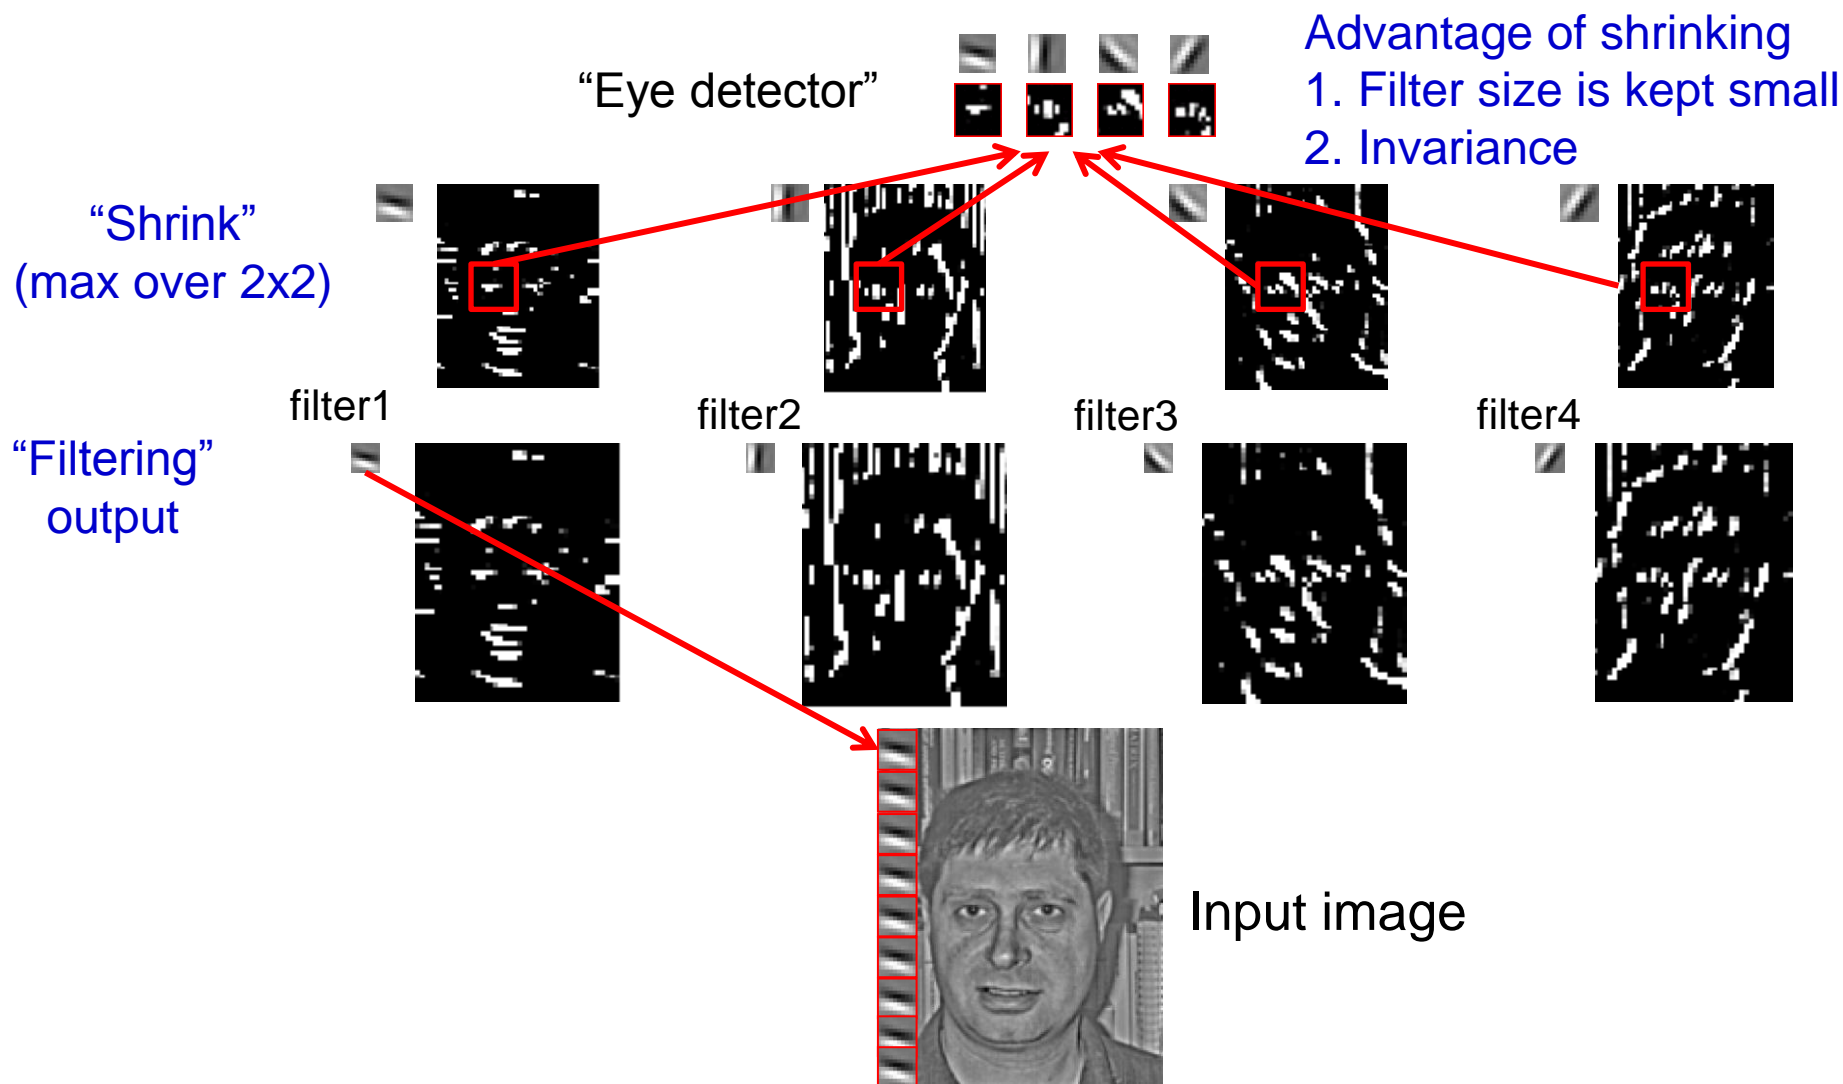 “Eye detector”
Advantage of shrinking
1. Filter size is kept small
2. Invariance
“Shrink”
(max over 2x2)
filter1
filter2
filter3
filter4
“Filtering”
output
Input image